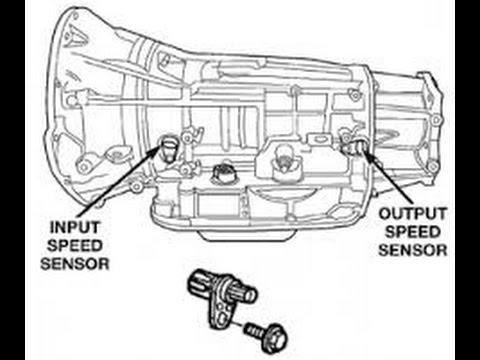 INPUT
SPEED
SENSOR
OUTPUT
SPEED
SENSOR